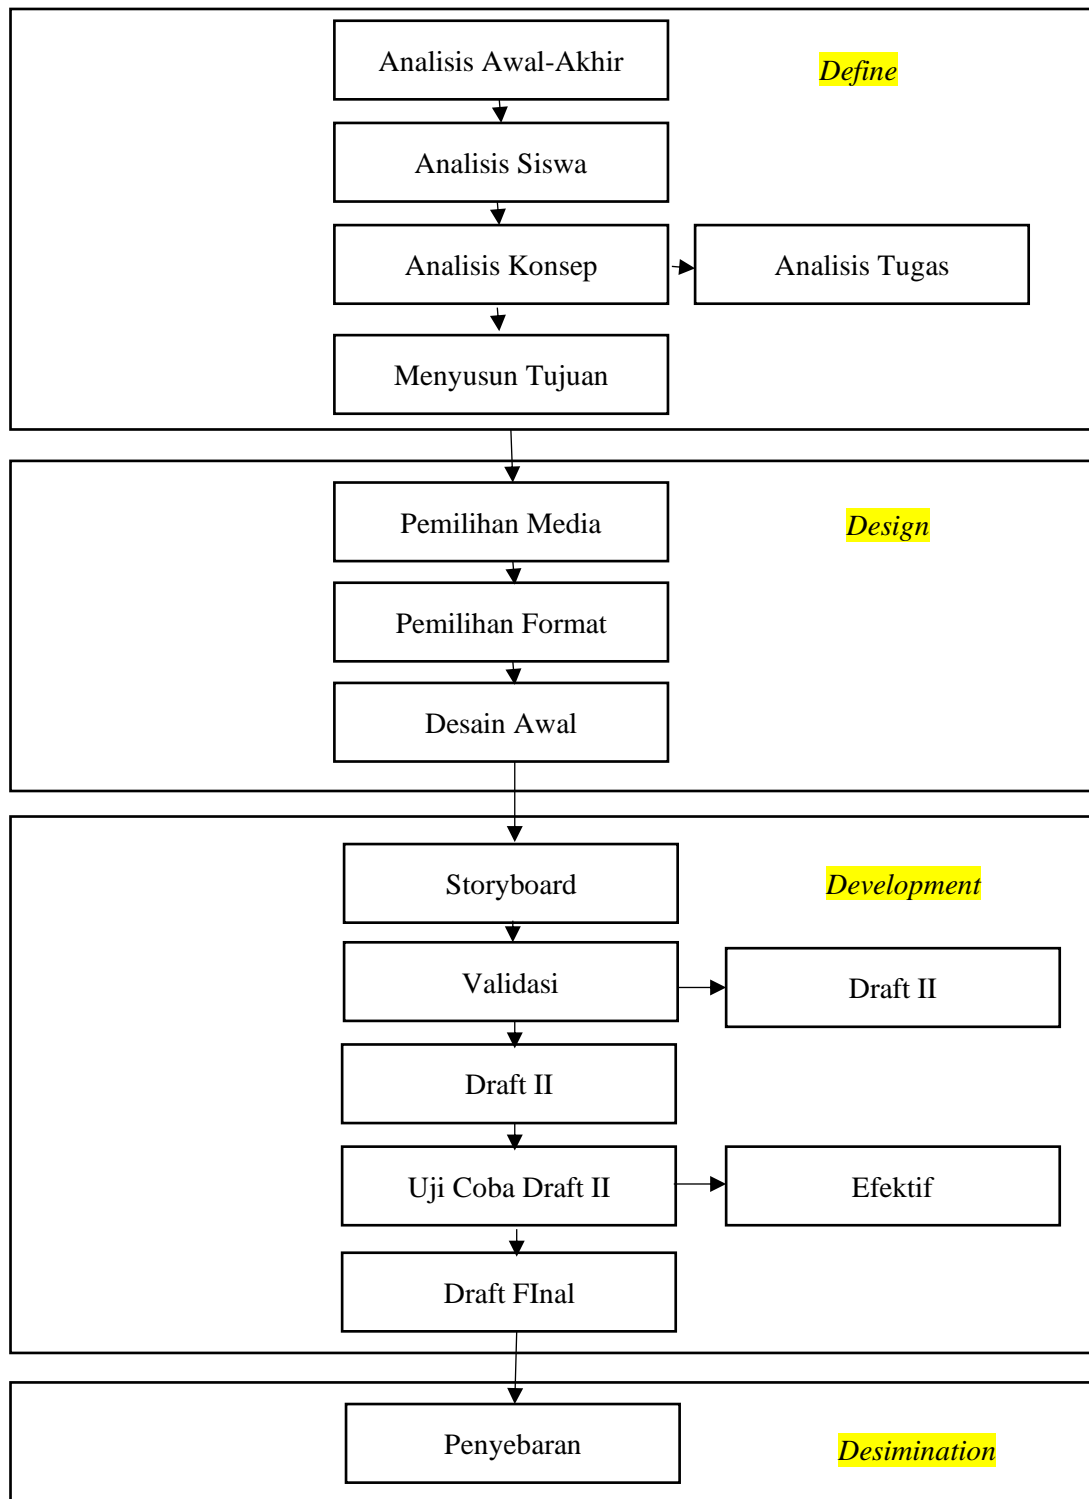 Analisis Awal-Akhir
Define
Analisis Siswa
Analisis Konsep
Analisis Tugas
Menyusun Tujuan
Pemilihan Media
Design
Pemilihan Format
Desain Awal
Storyboard
Development
Validasi
Draft II
Draft II
Uji Coba Draft II
Efektif
Draft FInal
Penyebaran
Desimination